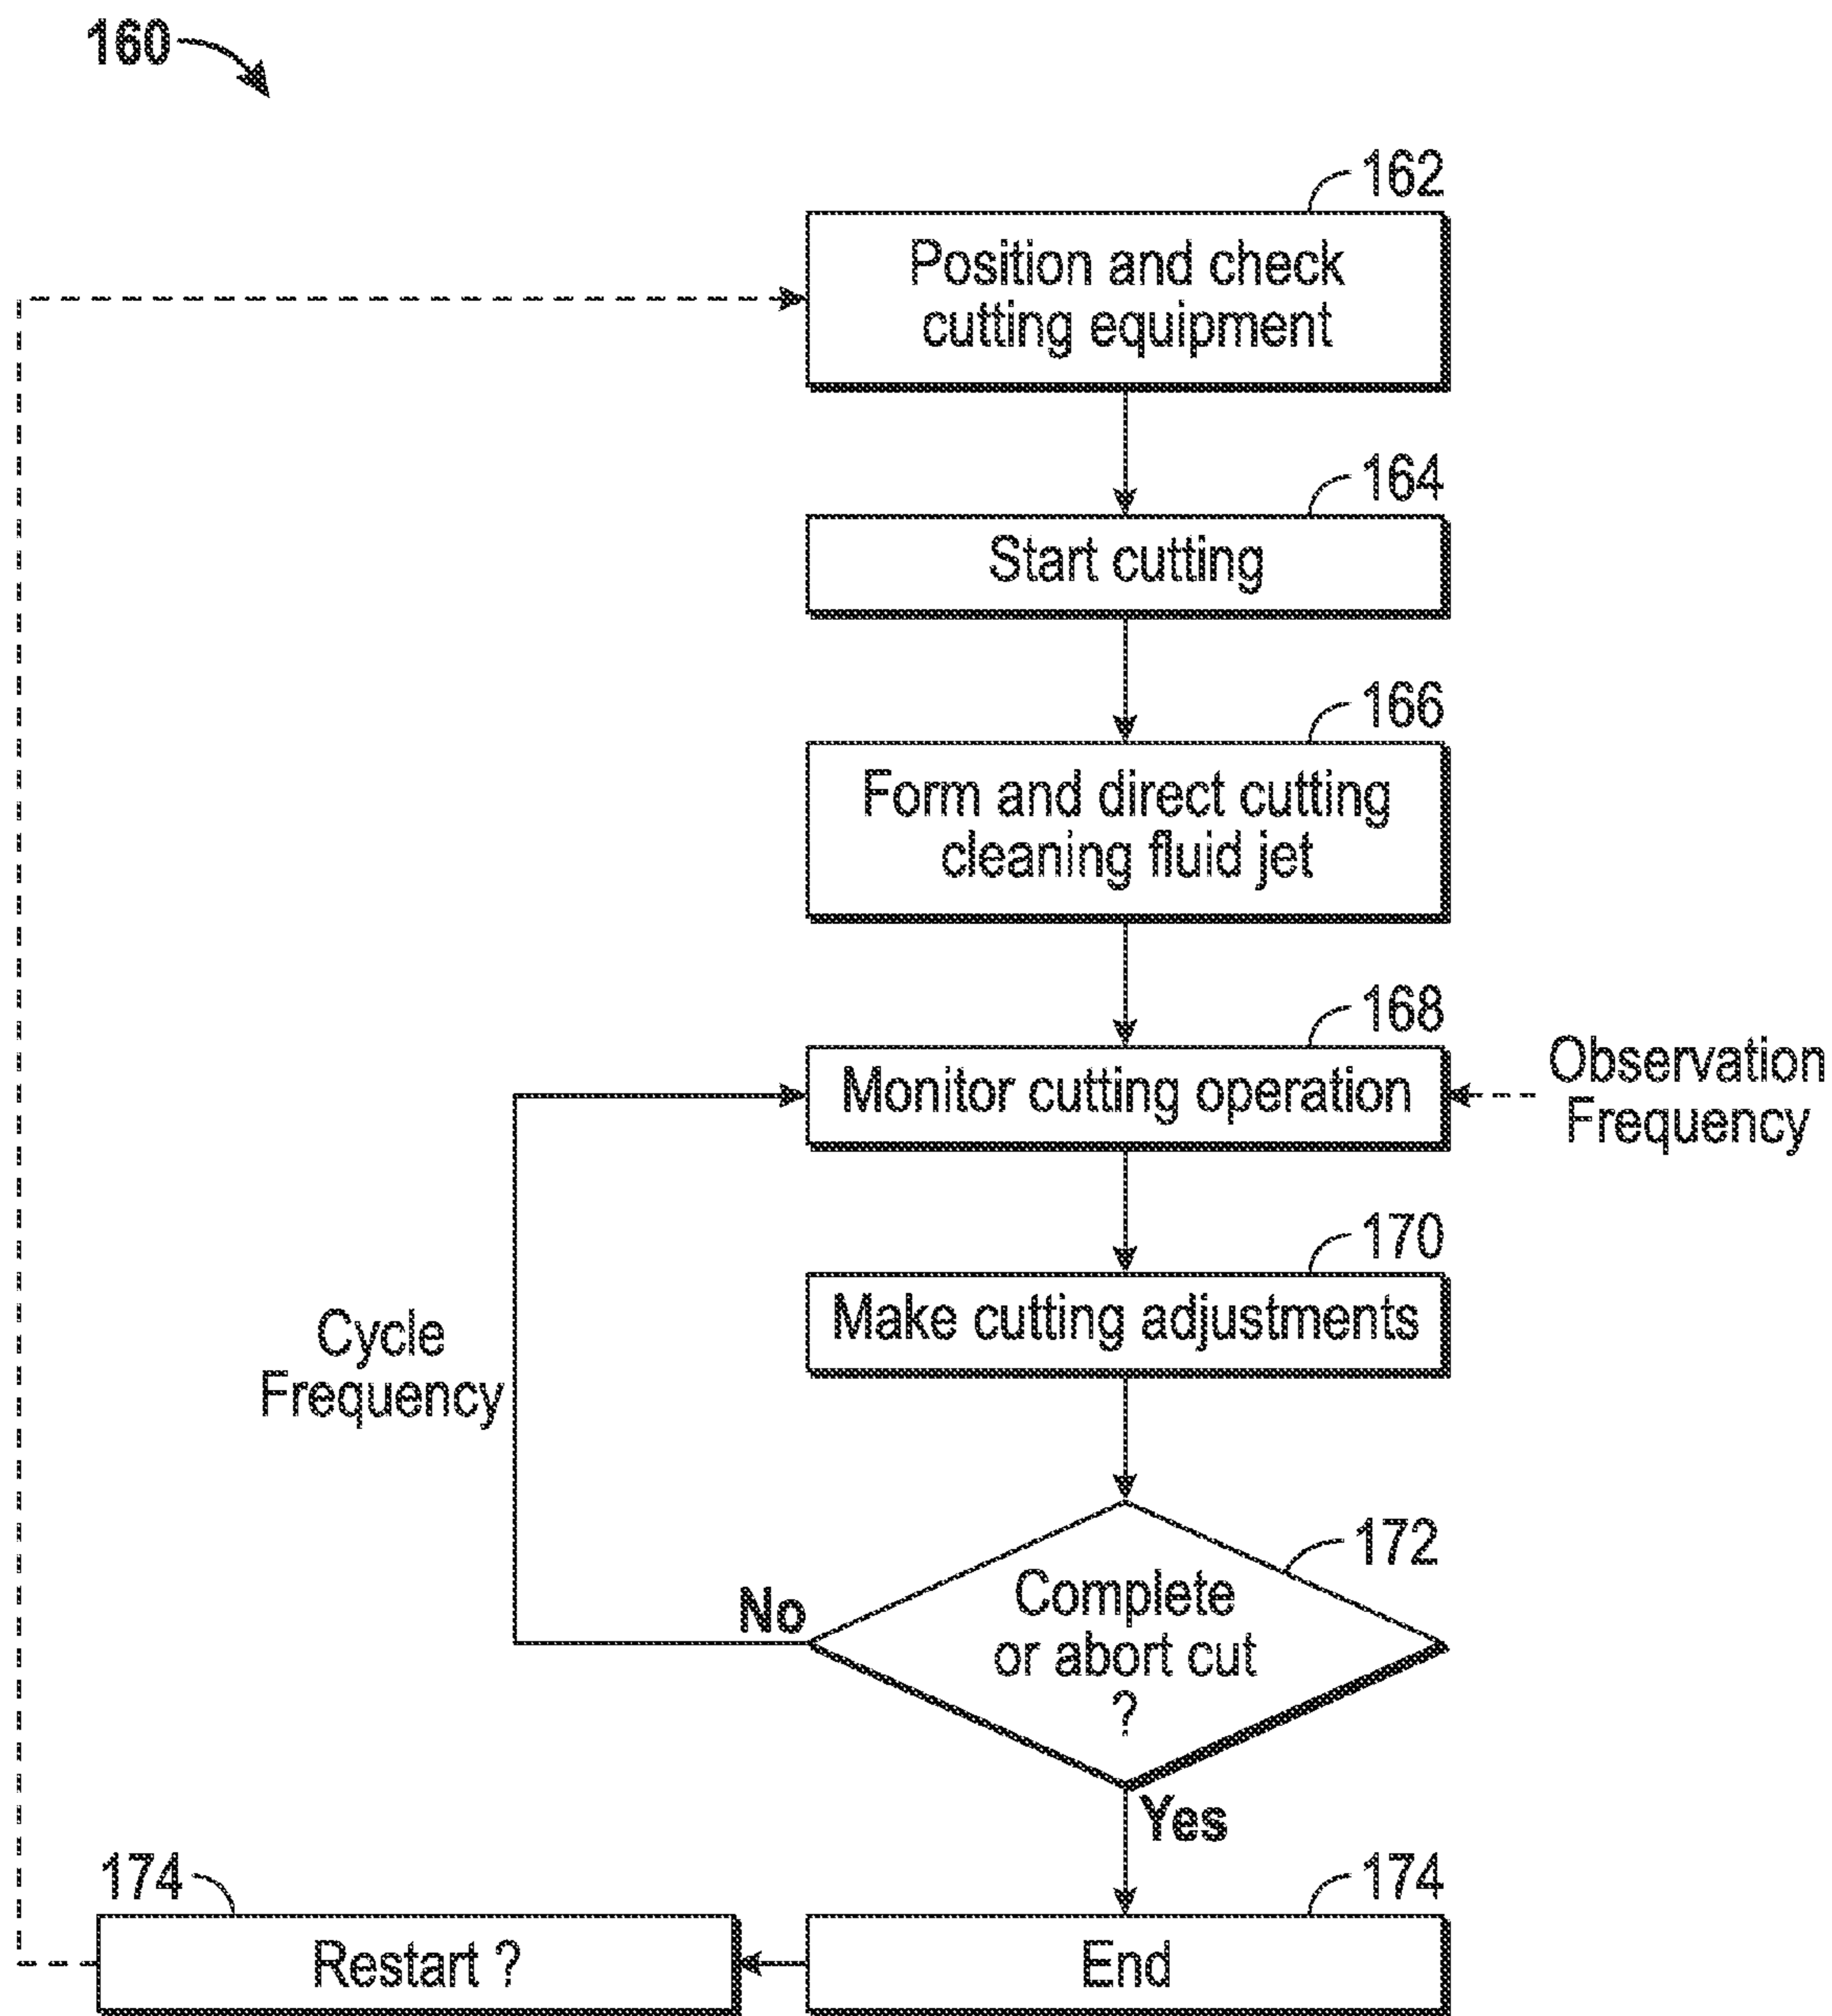 160
162
Position and check
cutting equipment
164
Start cutting
166
Form and direct cutting
cleaning fluid jet
168
Monitor cutting operation
Observation
Frequency
170
Make cutting adjustments
Cycle
Frequency
172
Complete
or abort cut
?
No
Yes
174
Restart ?
174
End